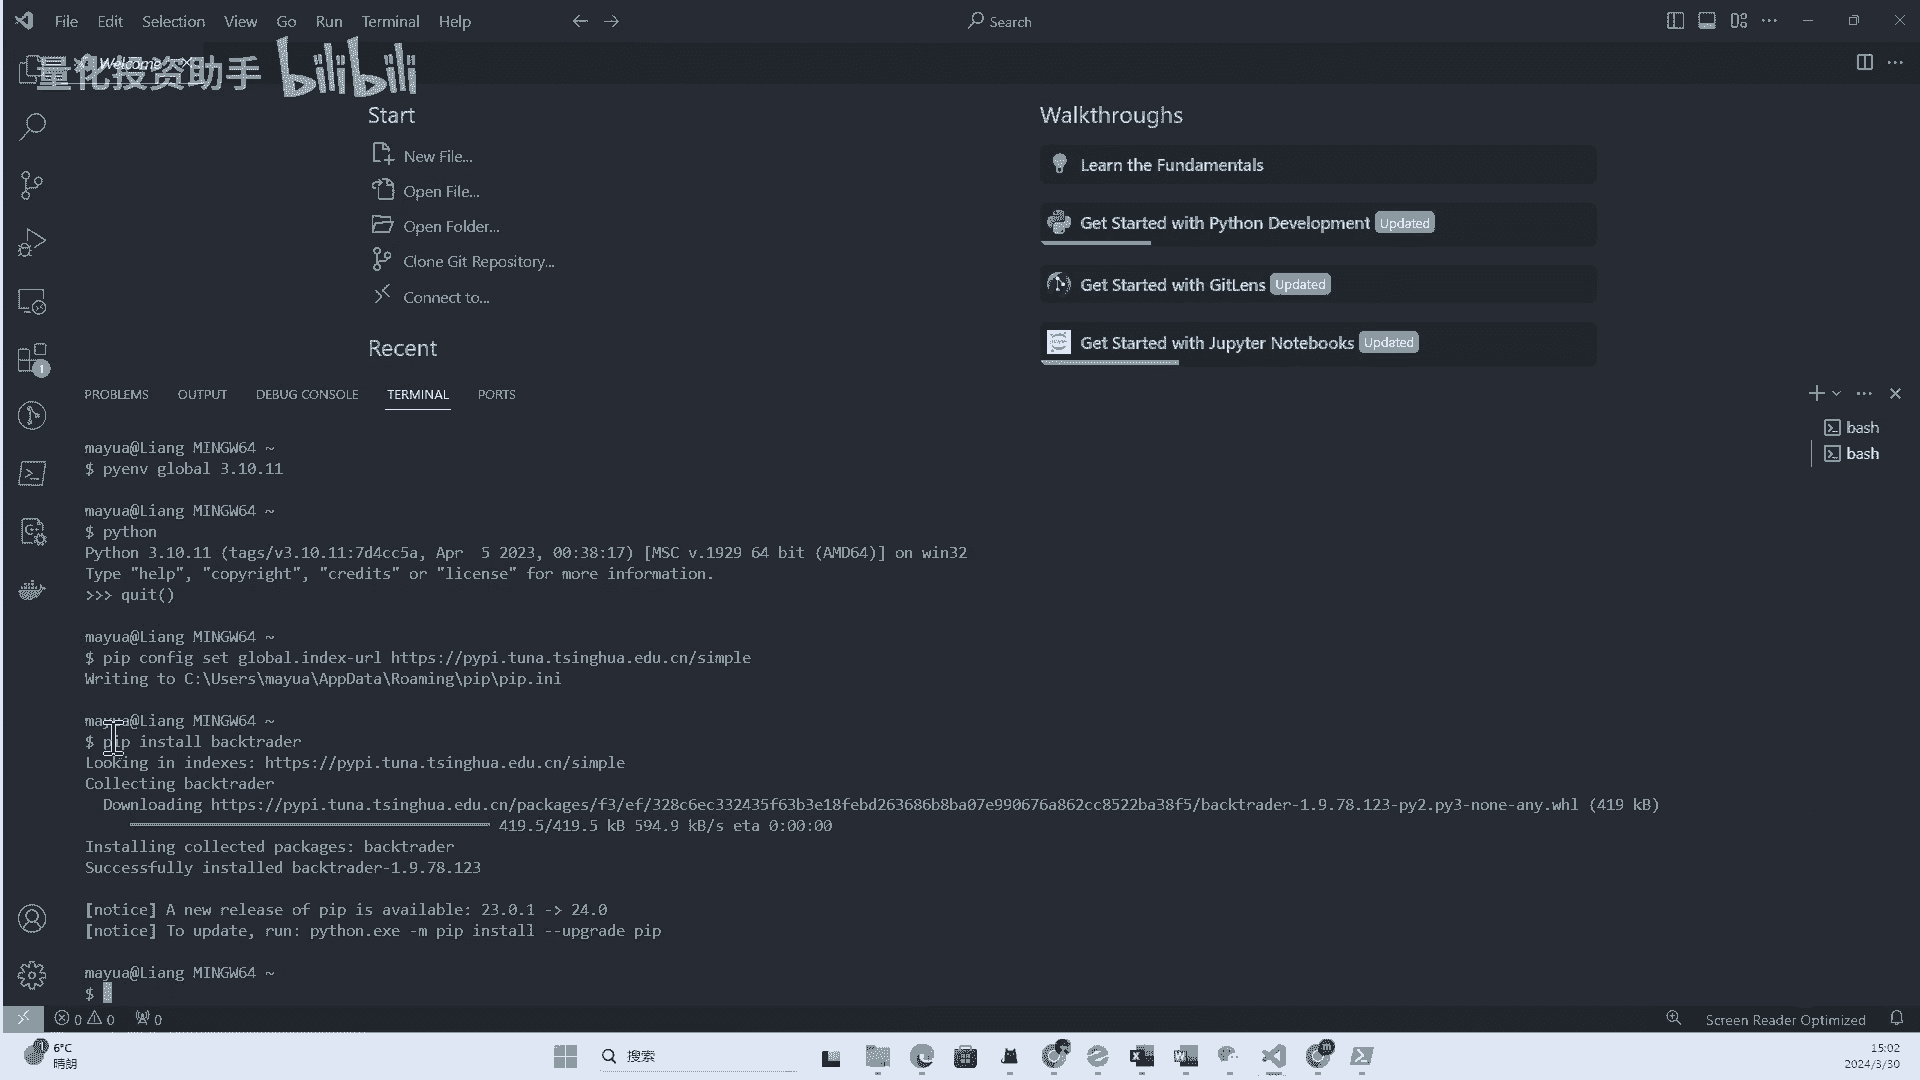 File Edit Selection View Go Run Terminal Help
Search
Welcome
量化投资助手 bilibili
Start
New File...
Open File...
Open Folder...
Clone Git Repository...
Connect to...
Recent
Walkthroughs
Learn the Fundamentals
Get Started with Python Development Updated
Get Started with GitLens Updated
Get Started with Jupyter Notebooks Updated
1
PROBLEMS OUTPUT DEBUG CONSOLE TERMINAL PORTS
bash
bash
mayua@Liang MINGW64 ~
$ pyenv global 3.10.11
mayua@Liang MINGW64 ~
$ python
Python 3.10.11 (tags/v3.10.11:7d4cc5a, Apr  5 2023, 00:38:17) [MSC v.1929 64 bit (AMD64)] on win32
Type "help", "copyright", "credits" or "license" for more information.
>>> quit()
mayua@Liang MINGW64 ~
$ pip config set global.index-url https://pypi.tuna.tsinghua.edu.cn/simple
Writing to C:\Users\mayua\AppData\Roaming\pip\pip.ini
mayua@Liang MINGW64 ~
$ pip install backtrader
Looking in indexes: https://pypi.tuna.tsinghua.edu.cn/simple
Collecting backtrader
Downloading https://pypi.tuna.tsinghua.edu.cn/packages/f3/ef/328c6ec332435f63b3e18febd263686b8ba07e990676a862cc8522ba38f5/backtrader-1.9.78.123-py2.py3-none-any.whl (419 kB)
419.5/419.5 kB 594.9 kB/s eta 0:00:00
Installing collected packages: backtrader
Successfully installed backtrader-1.9.78.123
[notice] A new release of pip is available: 23.0.1 -> 24.0
[notice] To update, run: python.exe -m pip install --upgrade pip
mayua@Liang MINGW64 ~
$
0 0 0
Screen Reader Optimized
1
6°C
晴朗
搜索
15:02
2024/3/30